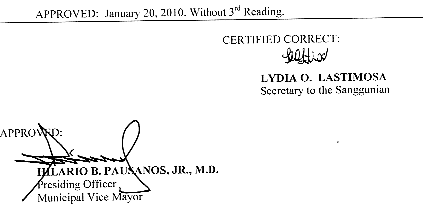 APPROVED: January 20, 2010. Without 3rd Reading.
CERTIFIED CORRECT:
LYDIA O. LASTIMOSA
Secretary to the Sanggunian
APPROVED:
HILARIO B. PAUSANOS, JR., M.D.
Presiding Officer
Municipal Vice Mayor